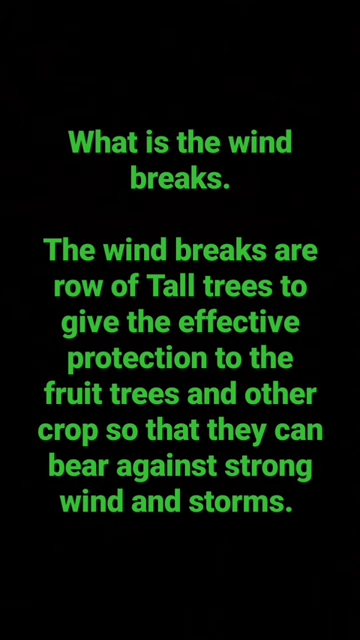 What is the wind
breaks.
The wind breaks are
row of Tall trees to
give the effective
protection to the
fruit trees and other
crop so that they can
bear against strong
wind and storms.